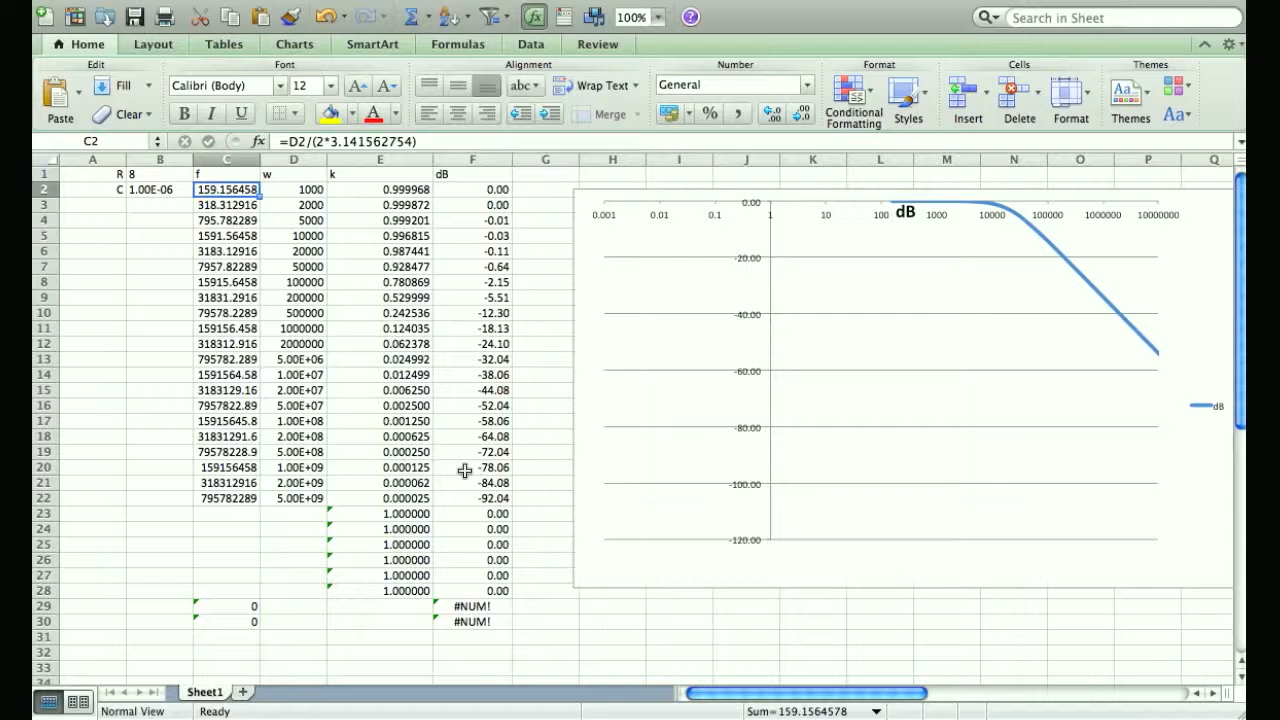 100%
Search in Sheet
Home Layout Tables Charts SmartArt Formulas Data Review
Edit Font Alignment Number Format Cells Themes
Fill Calibri (Body) 12 A A abc Wrap Text General
Paste Clear B I U A Merge % , Conditional Formatting Styles Insert Delete Format Themes Aa
C2 fx =D2/(2*3.141562754)
A B C D E F G H I J K L M N O P Q
1 R 8 f w k dB
2 C 1.00E-06 159.156458 1000 0.999968 0.00
3 318.312916 2000 0.999872 0.00
4 795.782289 5000 0.999201 -0.01
5 1591.56458 10000 0.996815 -0.03
6 3183.12916 20000 0.987441 -0.11
7 7957.82289 50000 0.928477 -0.64
8 15915.6458 100000 0.780869 -2.15
9 31831.2916 200000 0.529999 -5.51
10 79578.2289 500000 0.242536 -12.30
11 159156.458 1000000 0.124035 -18.13
12 318312.916 2000000 0.062378 -24.10
13 795782.289 5.00E+06 0.024992 -32.04
14 1591564.58 1.00E+07 0.012499 -38.06
15 3183129.16 2.00E+07 0.006250 -44.08
16 7957822.89 5.00E+07 0.002500 -52.04
17 15915645.8 1.00E+08 0.001250 -58.06
18 31831291.6 2.00E+08 0.000625 -64.08
19 79578228.9 5.00E+08 0.000250 -72.04
20 159156458 1.00E+09 0.000125 -78.06
21 318312916 2.00E+09 0.000062 -84.08
22 795782289 5.00E+09 0.000025 -92.04
23 1.000000 0.00
24 1.000000 0.00
25 1.000000 0.00
26 1.000000 0.00
27 1.000000 0.00
28 1.000000 0.00
29 0 #NUM!
30 0 #NUM!
31
32
33
34
dB
0.00
0.001 0.01 0.1 1 10 100 1000 10000 100000 1000000 10000000
-20.00
-40.00
-60.00
-80.00
-100.00
-120.00
dB
Sheet1
Normal View Ready Sum=159.1564578